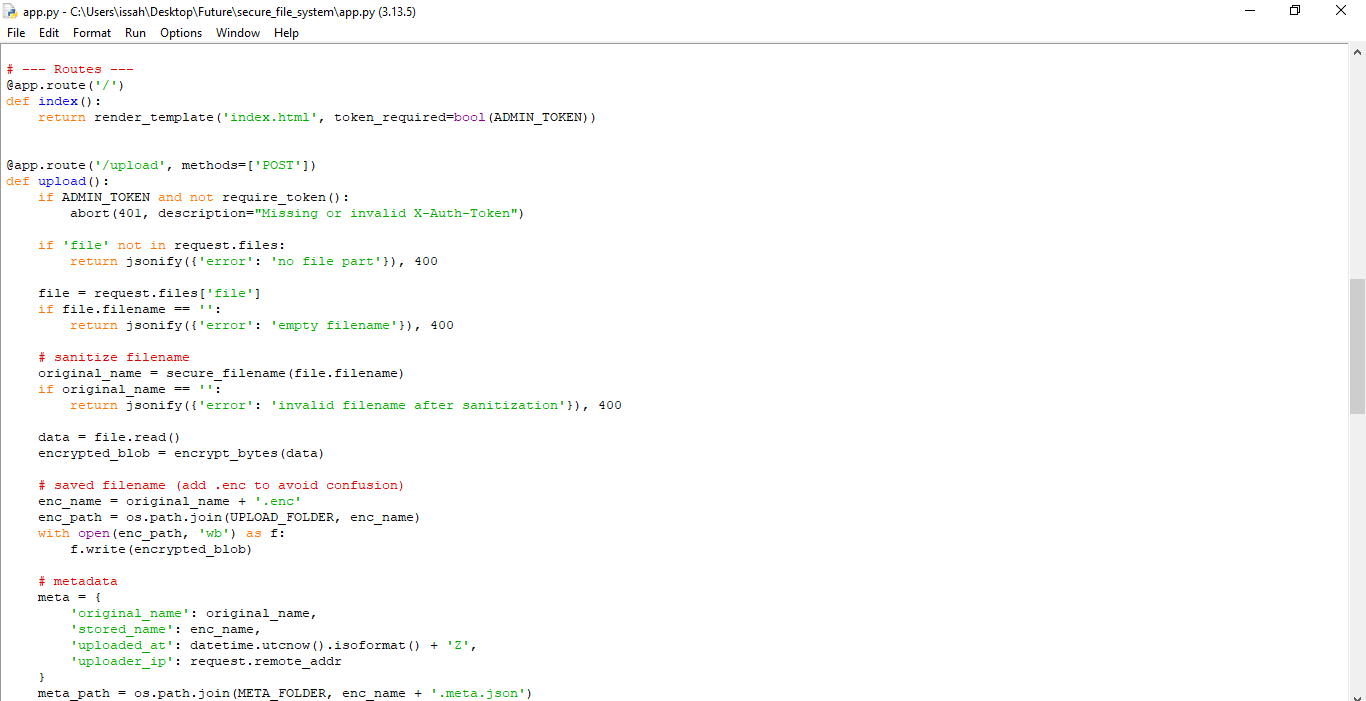 app.py - C:\Users\issah\Desktop\Future\secure_file_system\app.py (3.13.5)
File Edit Format Run Options Window Help
# --- Routes ---
@app.route('/')
def index():
    return render_template('index.html', token_required=bool(ADMIN_TOKEN))
@app.route('/upload', methods=['POST'])
def upload():
    if ADMIN_TOKEN and not require_token():
        abort(401, description="Missing or invalid X-Auth-Token")
    if 'file' not in request.files:
        return jsonify({'error': 'no file part'}), 400
    file = request.files['file']
    if file.filename == '':
        return jsonify({'error': 'empty filename'}), 400
    # sanitize filename
    original_name = secure_filename(file.filename)
    if original_name == '':
        return jsonify({'error': 'invalid filename after sanitization'}), 400
    data = file.read()
    encrypted_blob = encrypt_bytes(data)
    # saved filename (add .enc to avoid confusion)
    enc_name = original_name + '.enc'
    enc_path = os.path.join(UPLOAD_FOLDER, enc_name)
    with open(enc_path, 'wb') as f:
        f.write(encrypted_blob)
    # metadata
    meta = {
        'original_name': original_name,
        'stored_name': enc_name,
        'uploaded_at': datetime.utcnow().isoformat() + 'Z',
        'uploader_ip': request.remote_addr
    }
    meta_path = os.path.join(META_FOLDER, enc_name + '.meta.json')